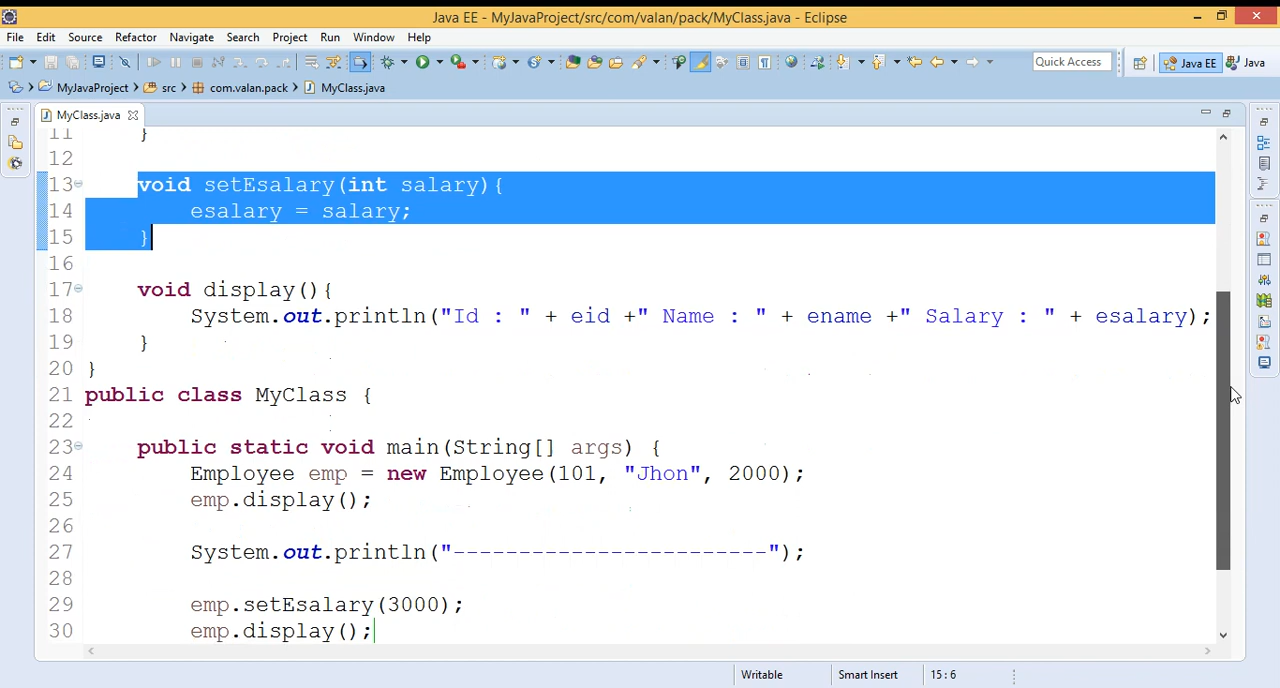 Java EE - MyJavaProject/src/com/valan/pack/MyClass.java - Eclipse
File Edit Source Refactor Navigate Search Project Run Window Help
Quick Access Java EE Java
MyJavaProject src com.valan.pack MyClass.java
MyClass.java
11 }
12
13 void setEsalary(int salary){
14 esalary = salary;
15 }
16
17 void display(){
18 System.out.println("Id : " + eid +" Name : " + ename +" Salary : " + esalary);
19 }
20 }
21 public class MyClass {
22
23 public static void main(String[] args) {
24 Employee emp = new Employee(101, "Jhon", 2000);
25 emp.display();
26
27 System.out.println("------------------------");
28
29 emp.setEsalary(3000);
30 emp.display();
Writable Smart Insert 15 : 6